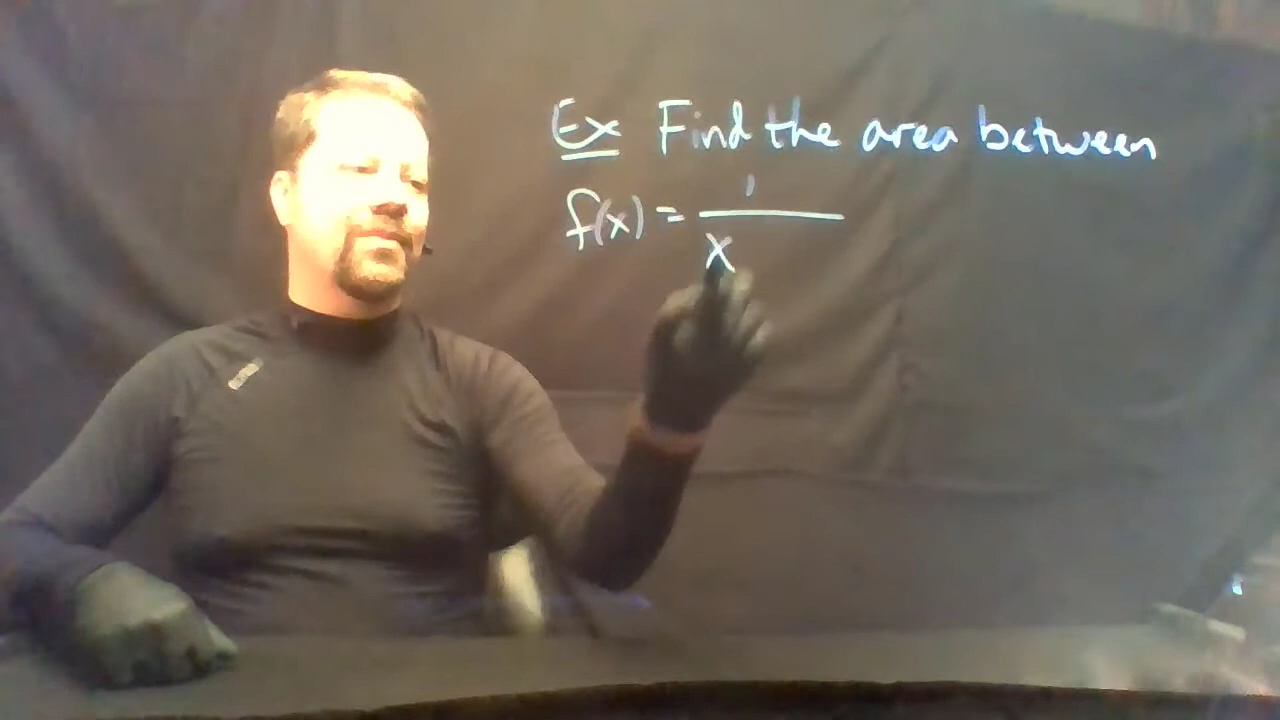 Ex Find the area between
f(x) = 1/x